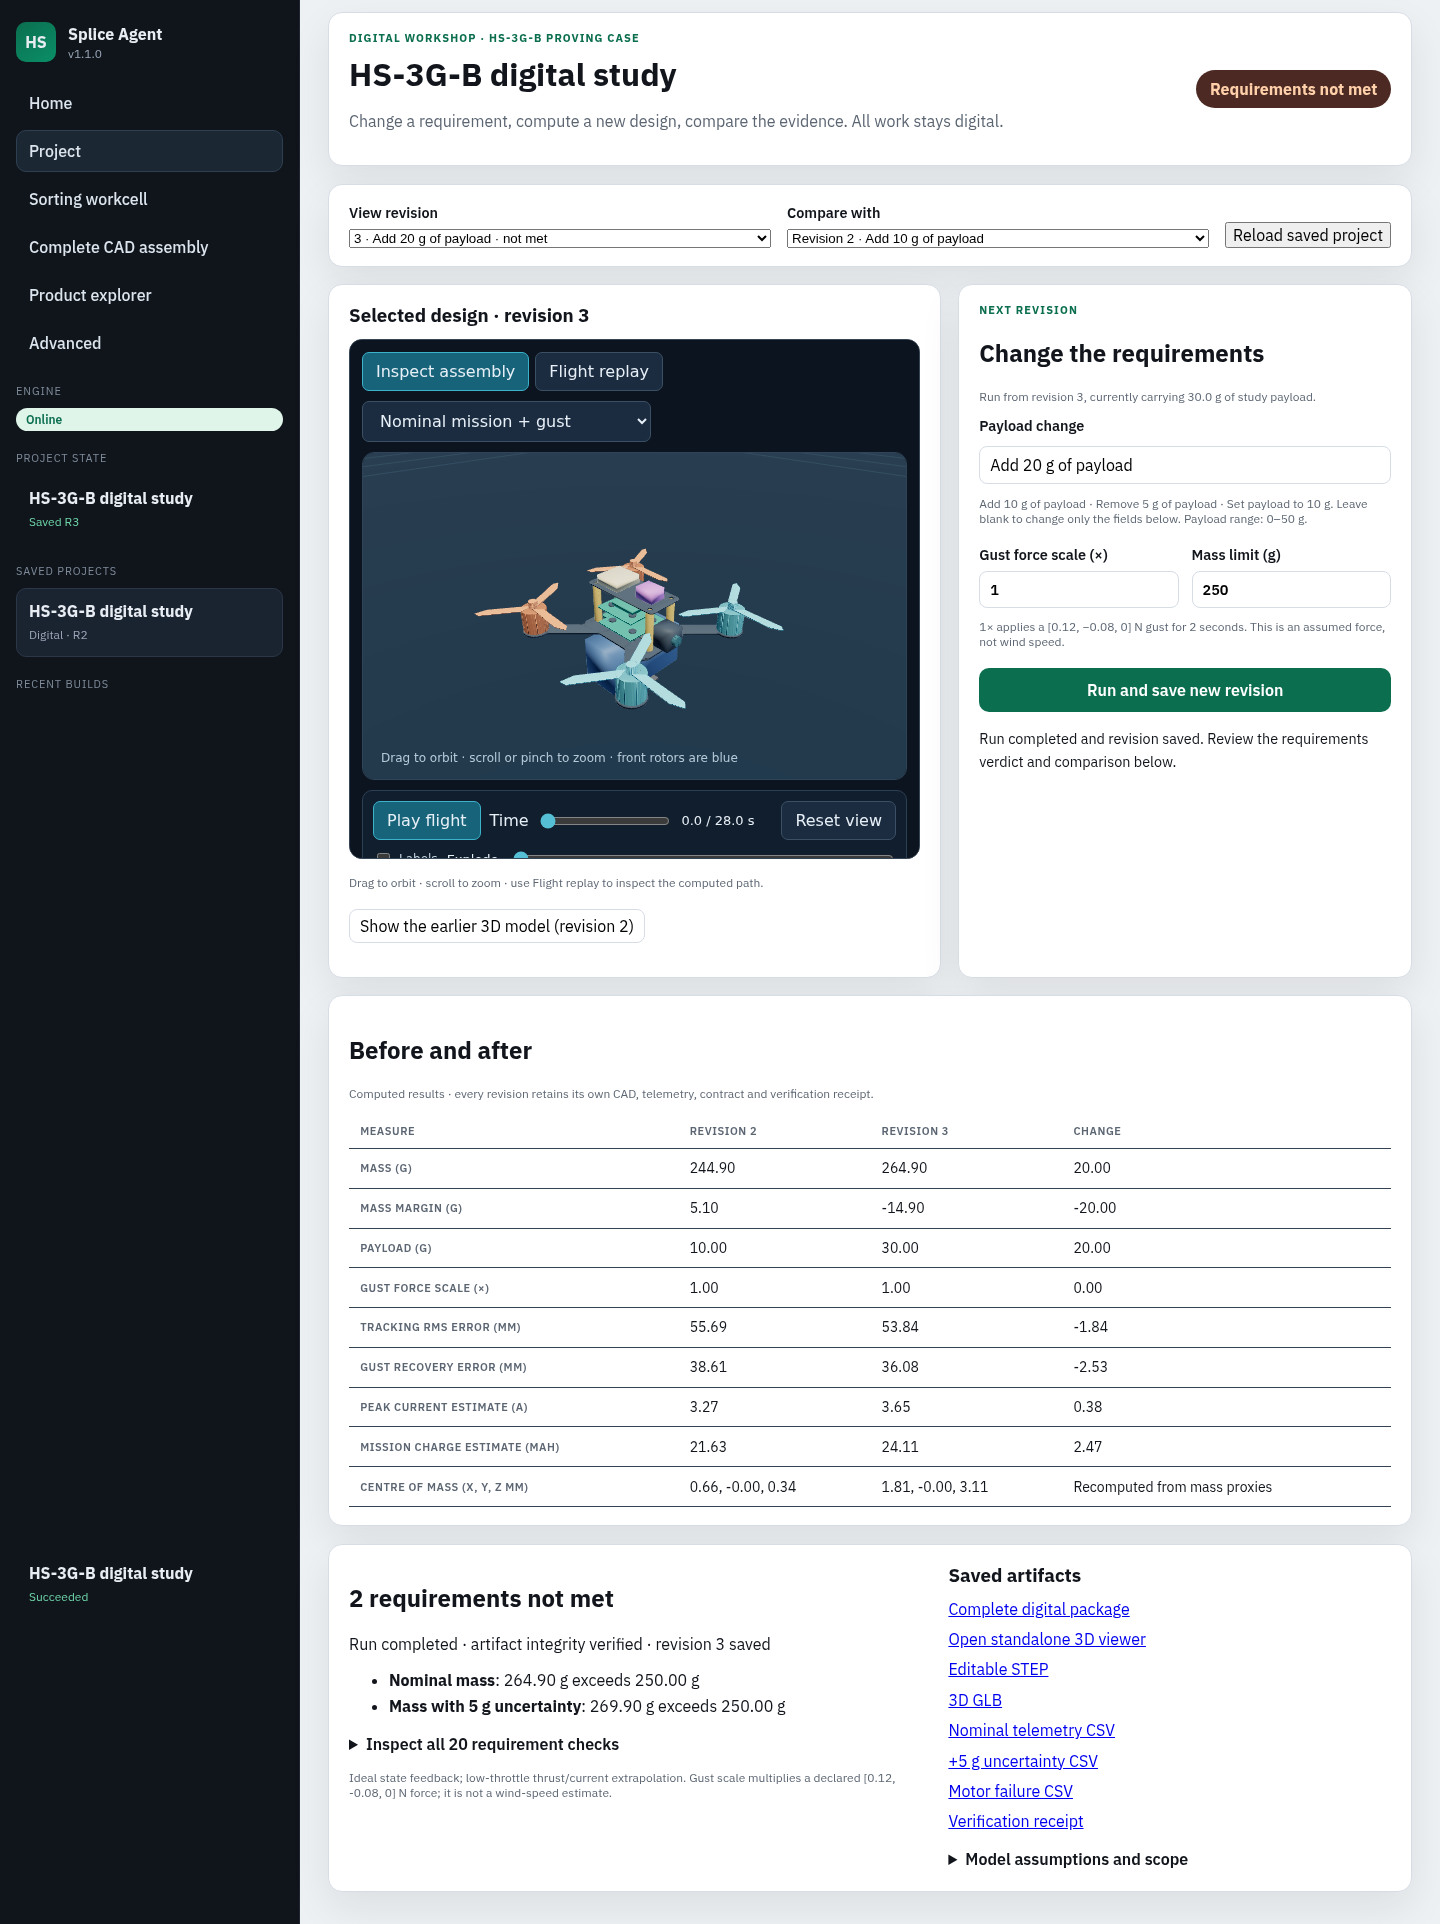 HS
Splice Agent
v1.1.0
Home
Project
Sorting workcell
Complete CAD assembly
Product explorer
Advanced
ENGINE
Online
PROJECT STATE
HS-3G-B digital study
Saved R3
SAVED PROJECTS
HS-3G-B digital study
Digital · R2
RECENT BUILDS
HS-3G-B digital study
Succeeded
DIGITAL WORKSHOP · HS-3G-B PROVING CASE
HS-3G-B digital study
Change a requirement, compute a new design, compare the evidence. All work stays digital.
Requirements not met
View revision
3 · Add 20 g of payload · not met
Compare with
Revision 2 · Add 10 g of payload
Reload saved project
Selected design · revision 3
Inspect assembly
Flight replay
Nominal mission + gust
Drag to orbit · scroll or pinch to zoom · front rotors are blue
Play flight
Time
0.0 / 28.0 s
Reset view
Labels Explode
Drag to orbit · scroll to zoom · use Flight replay to inspect the computed path.
Show the earlier 3D model (revision 2)
NEXT REVISION
Change the requirements
Run from revision 3, currently carrying 30.0 g of study payload.
Payload change
Add 20 g of payload
Add 10 g of payload · Remove 5 g of payload · Set payload to 10 g. Leave
blank to change only the fields below. Payload range: 0–50 g.
Gust force scale (×)
Mass limit (g)
1
250
1× applies a [0.12, −0.08, 0] N gust for 2 seconds. This is an assumed force,
not wind speed.
Run and save new revision
Run completed and revision saved. Review the requirements
verdict and comparison below.
Before and after
Computed results · every revision retains its own CAD, telemetry, contract and verification receipt.
MEASURE REVISION 2 REVISION 3 CHANGE
MASS (G) 244.90 264.90 20.00
MASS MARGIN (G) 5.10 -14.90 -20.00
PAYLOAD (G) 10.00 30.00 20.00
GUST FORCE SCALE (×) 1.00 1.00 0.00
TRACKING RMS ERROR (MM) 55.69 53.84 -1.84
GUST RECOVERY ERROR (MM) 38.61 36.08 -2.53
PEAK CURRENT ESTIMATE (A) 3.27 3.65 0.38
MISSION CHARGE ESTIMATE (MAH) 21.63 24.11 2.47
CENTRE OF MASS (X, Y, Z MM) 0.66, -0.00, 0.34 1.81, -0.00, 3.11 Recomputed from mass proxies
2 requirements not met
Run completed · artifact integrity verified · revision 3 saved
• Nominal mass: 264.90 g exceeds 250.00 g
• Mass with 5 g uncertainty: 269.90 g exceeds 250.00 g
Inspect all 20 requirement checks
Ideal state feedback; low-throttle thrust/current extrapolation. Gust scale multiplies a declared [0.12,
-0.08, 0] N force; it is not a wind-speed estimate.
Saved artifacts
Complete digital package
Open standalone 3D viewer
Editable STEP
3D GLB
Nominal telemetry CSV
+5 g uncertainty CSV
Motor failure CSV
Verification receipt
Model assumptions and scope